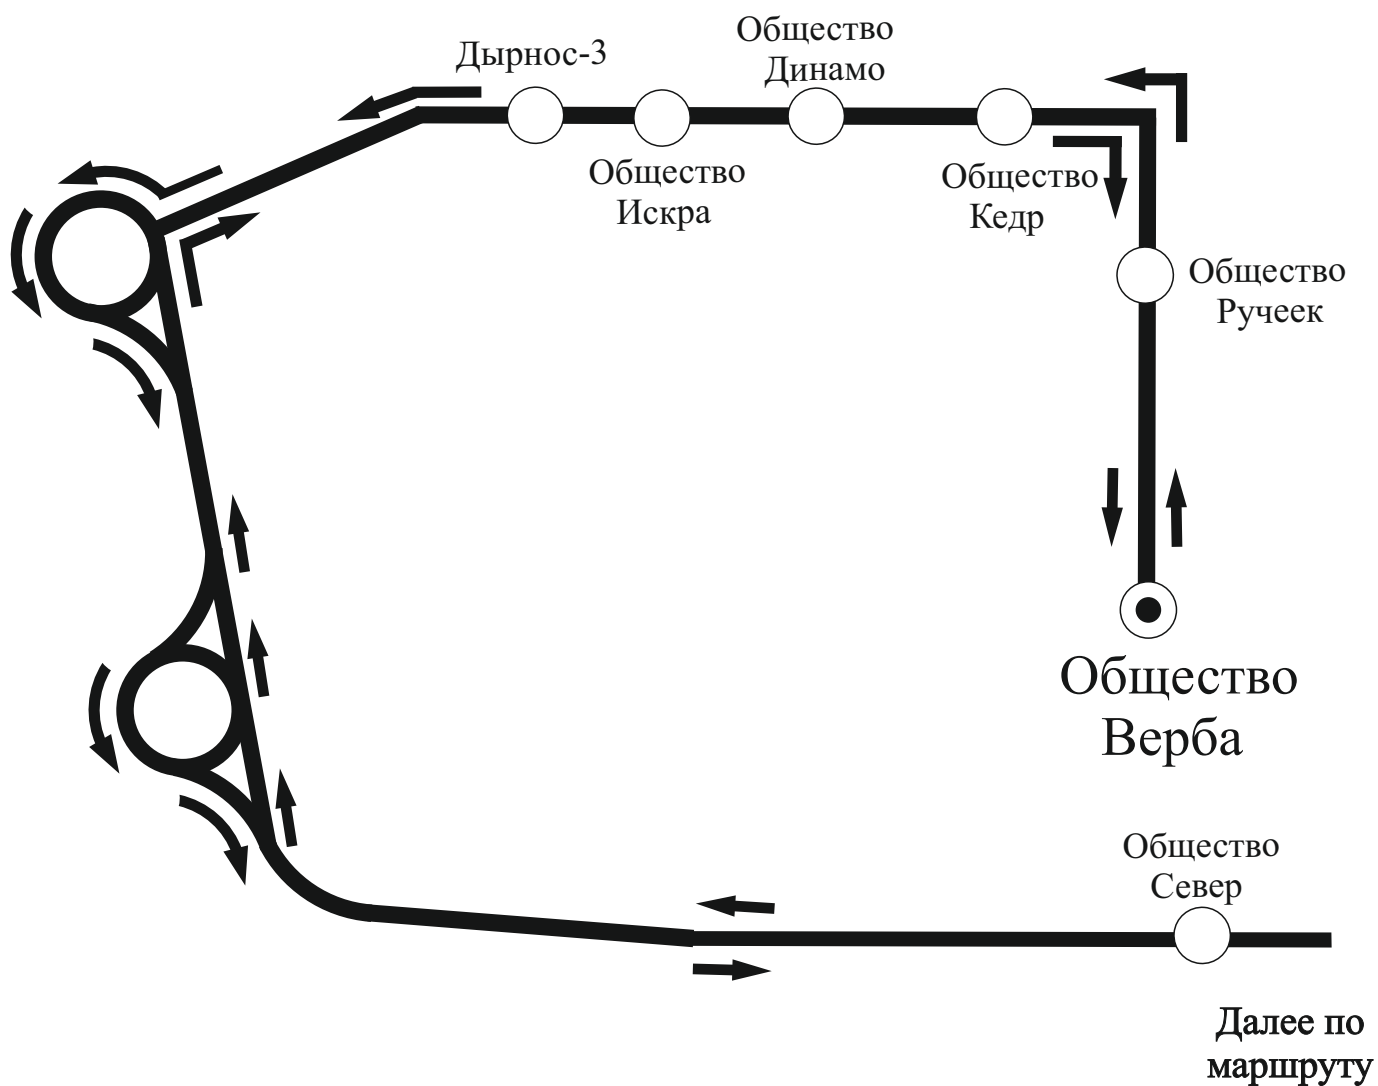 Общество
Динамо
Дырнос-3
Общество
Искра
Общество
Кедр
Общество
Ручеек
Общество
Верба
Общество
Север
Далее по
маршруту